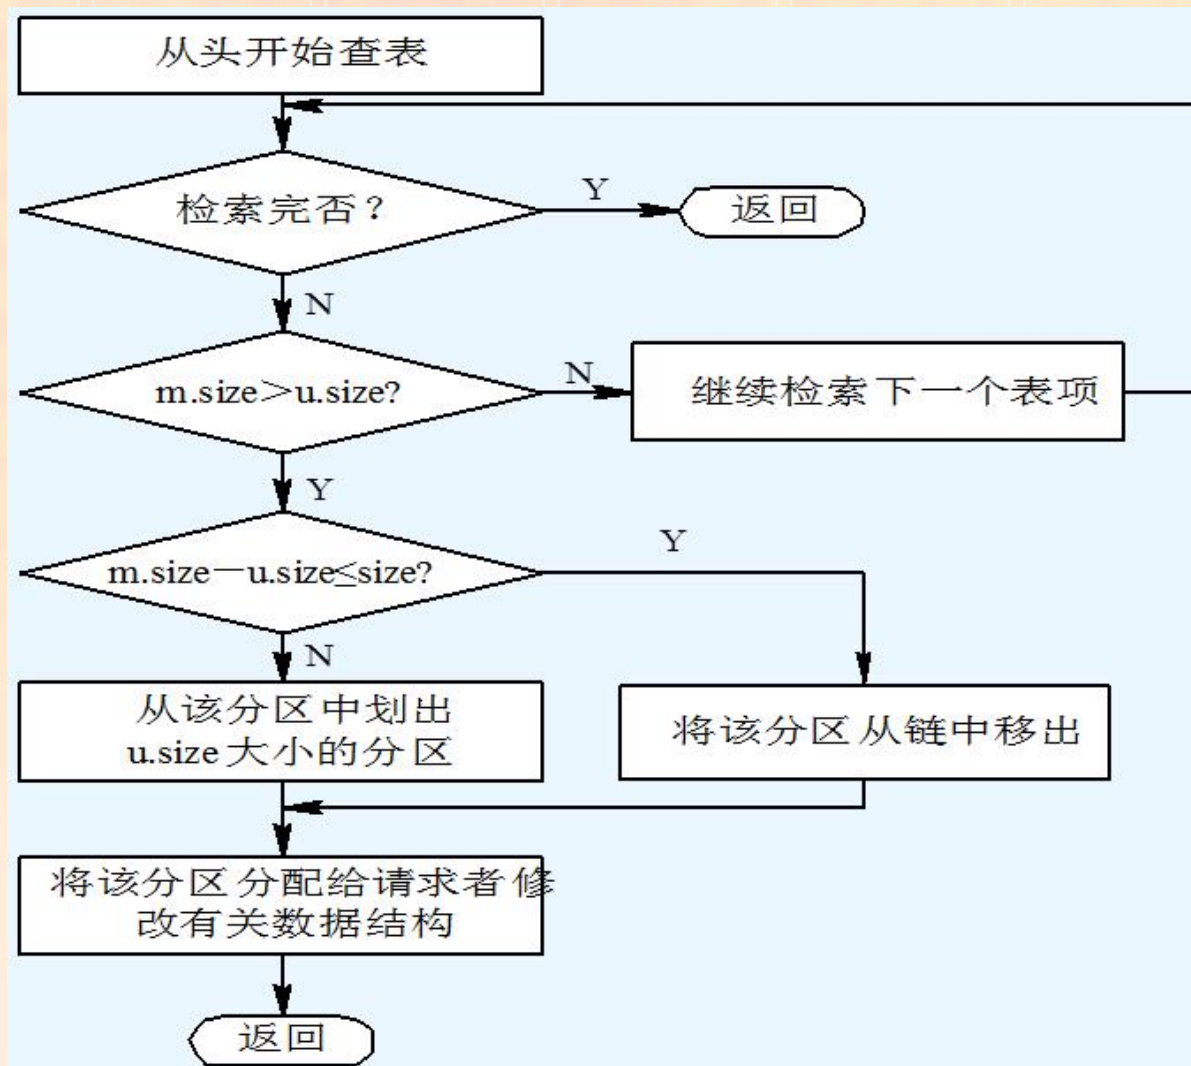 从头开始查表
检索完否？
Y
返回
N
m.size＞u.size?
N
继续检索下一个表项
Y
m.size－u.size≤size?
Y
N
从该分区中划出
u.size大小的分区
将该分区从链中移出
将该分区分配给请求者修
改有关数据结构
返回